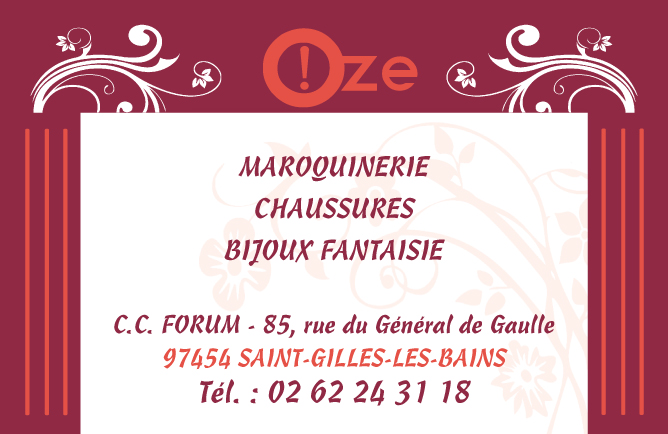 O!ze
MAROQUINERIE
CHAUSSURES
BIJOUX FANTAISIE
C.C. FORUM - 85, rue du Général de Gaulle
97454 SAINT-GILLES-LES-BAINS
Tél. : 02 62 24 31 18